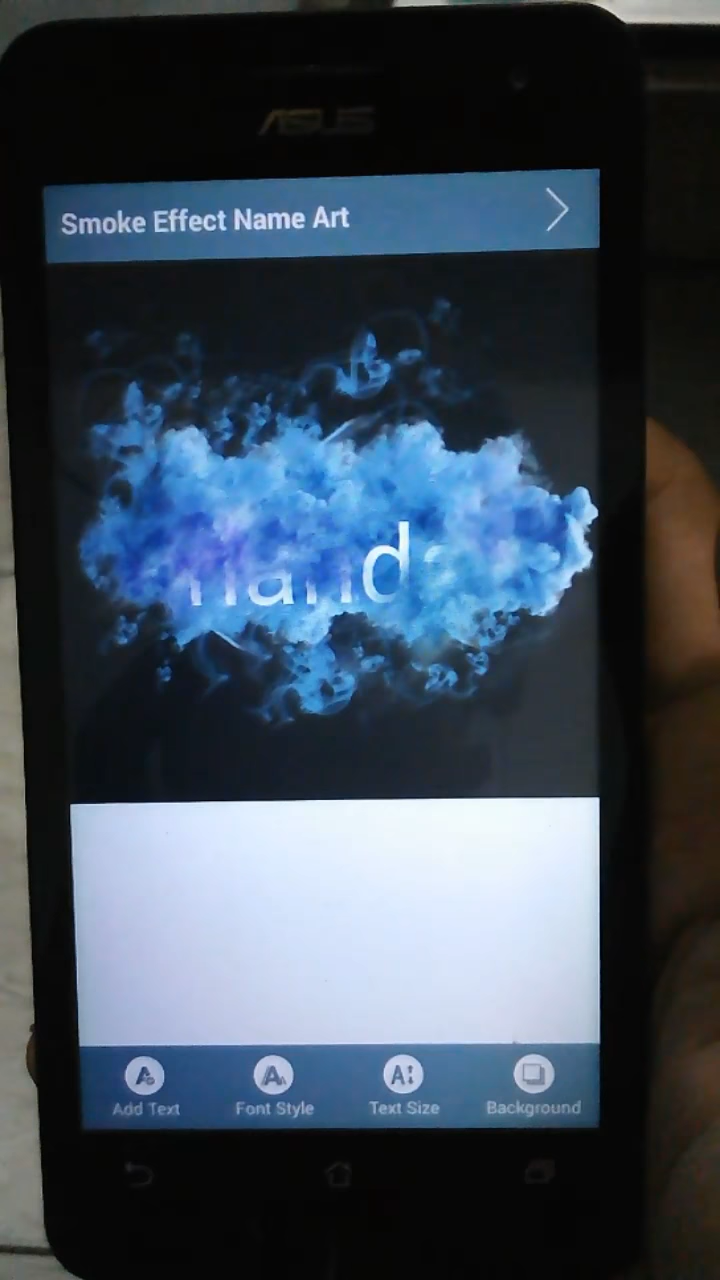 ASUS
Smoke Effect Name Art
Add Text
Font Style
Text Size
Background